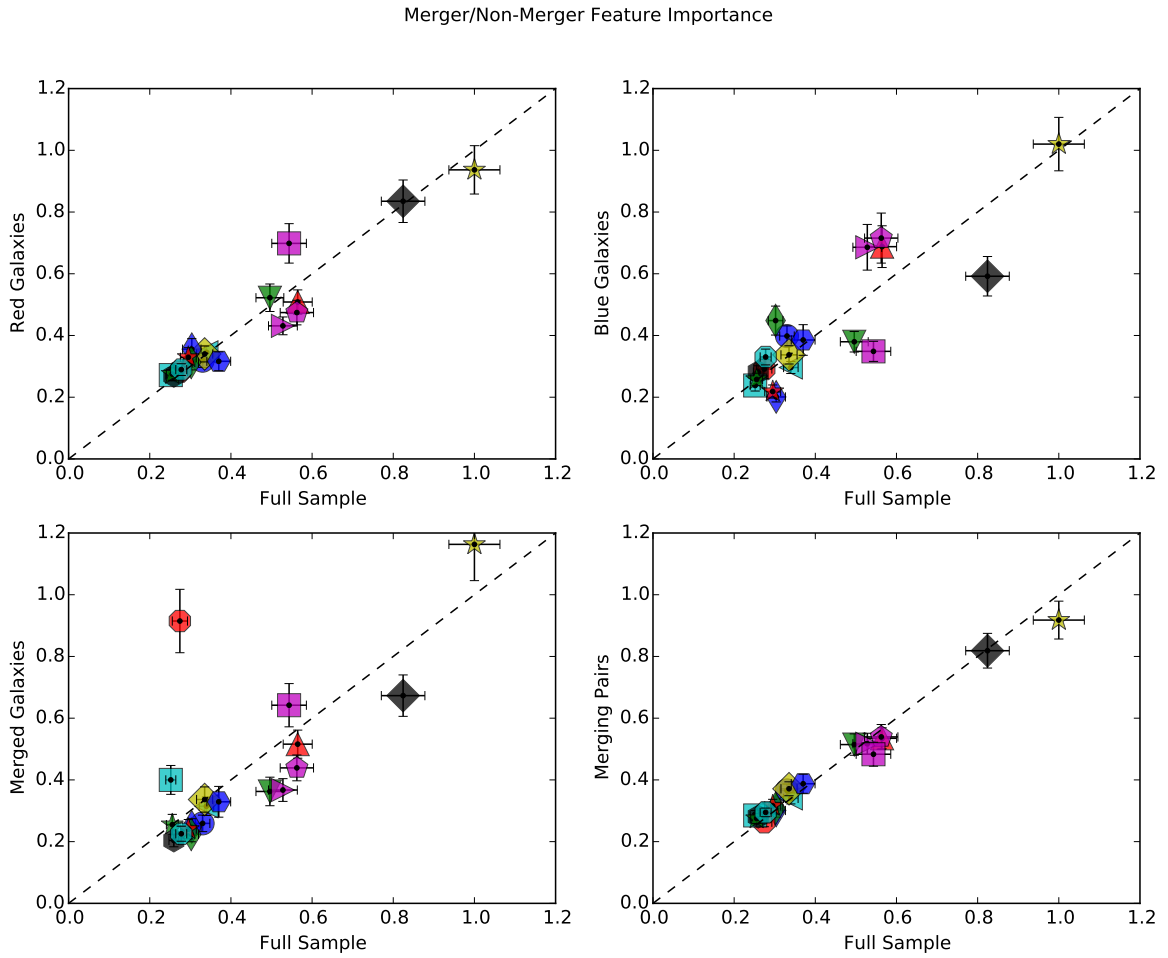 Merger/Non-Merger Feature Importance
1.2
1.0
0.8
0.6
0.4
0.2
0.0
Red Galaxies
0.0 0.2 0.4 0.6 0.8 1.0 1.2
Full Sample
1.2
1.0
0.8
0.6
0.4
0.2
0.0
Blue Galaxies
0.0 0.2 0.4 0.6 0.8 1.0 1.2
Full Sample
1.2
1.0
0.8
0.6
0.4
0.2
0.0
Merged Galaxies
0.0 0.2 0.4 0.6 0.8 1.0 1.2
Full Sample
1.2
1.0
0.8
0.6
0.4
0.2
0.0
Merging Pairs
0.0 0.2 0.4 0.6 0.8 1.0 1.2
Full Sample